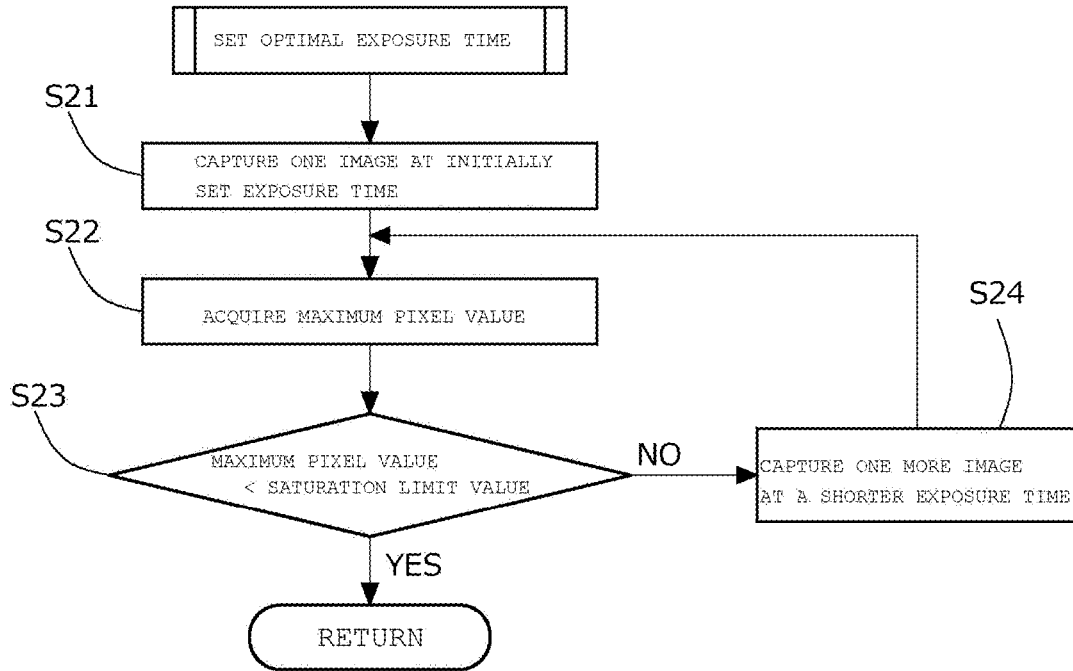 SET OPTIMAL EXPOSURE TIME
S21
CAPTURE ONE IMAGE AT INITIALLY
SET EXPOSURE TIME
S22
ACQUIRE MAXIMUM PIXEL VALUE
S23
MAXIMUM PIXEL VALUE
< SATURATION LIMIT VALUE
NO
S24
CAPTURE ONE MORE IMAGE
AT A SHORTER EXPOSURE TIME
YES
RETURN